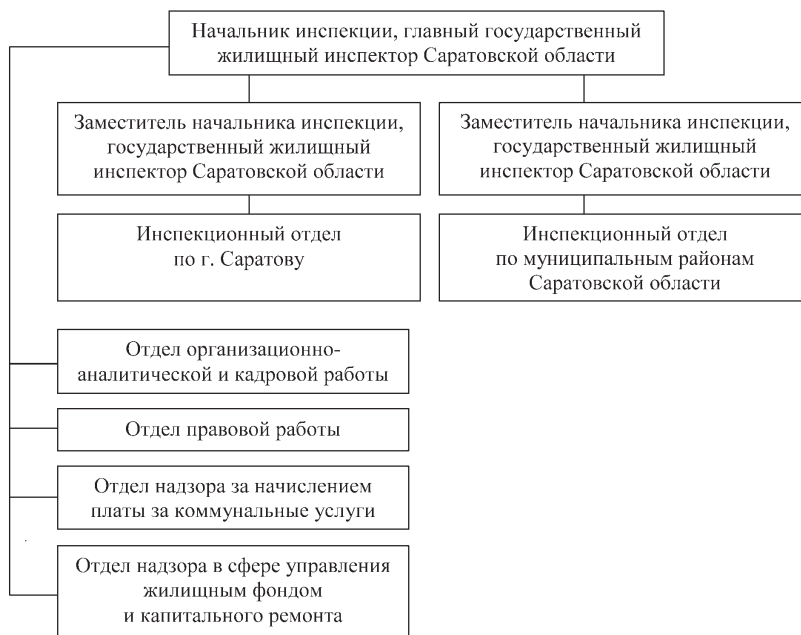 Начальник инспекции, главный государственный
жилищный инспектор Саратовской области
Заместитель начальника инспекции,
государственный жилищный
инспектор Саратовской области
Заместитель начальника инспекции,
государственный жилищный
инспектор Саратовской области
Инспекционный отдел
по г. Саратову
Инспекционный отдел
по муниципальным районам
Саратовской области
Отдел организационно-
аналитической и кадровой работы
Отдел правовой работы
Отдел надзора за начислением
платы за коммунальные услуги
Отдел надзора в сфере управления
жилищным фондом
и капитального ремонта